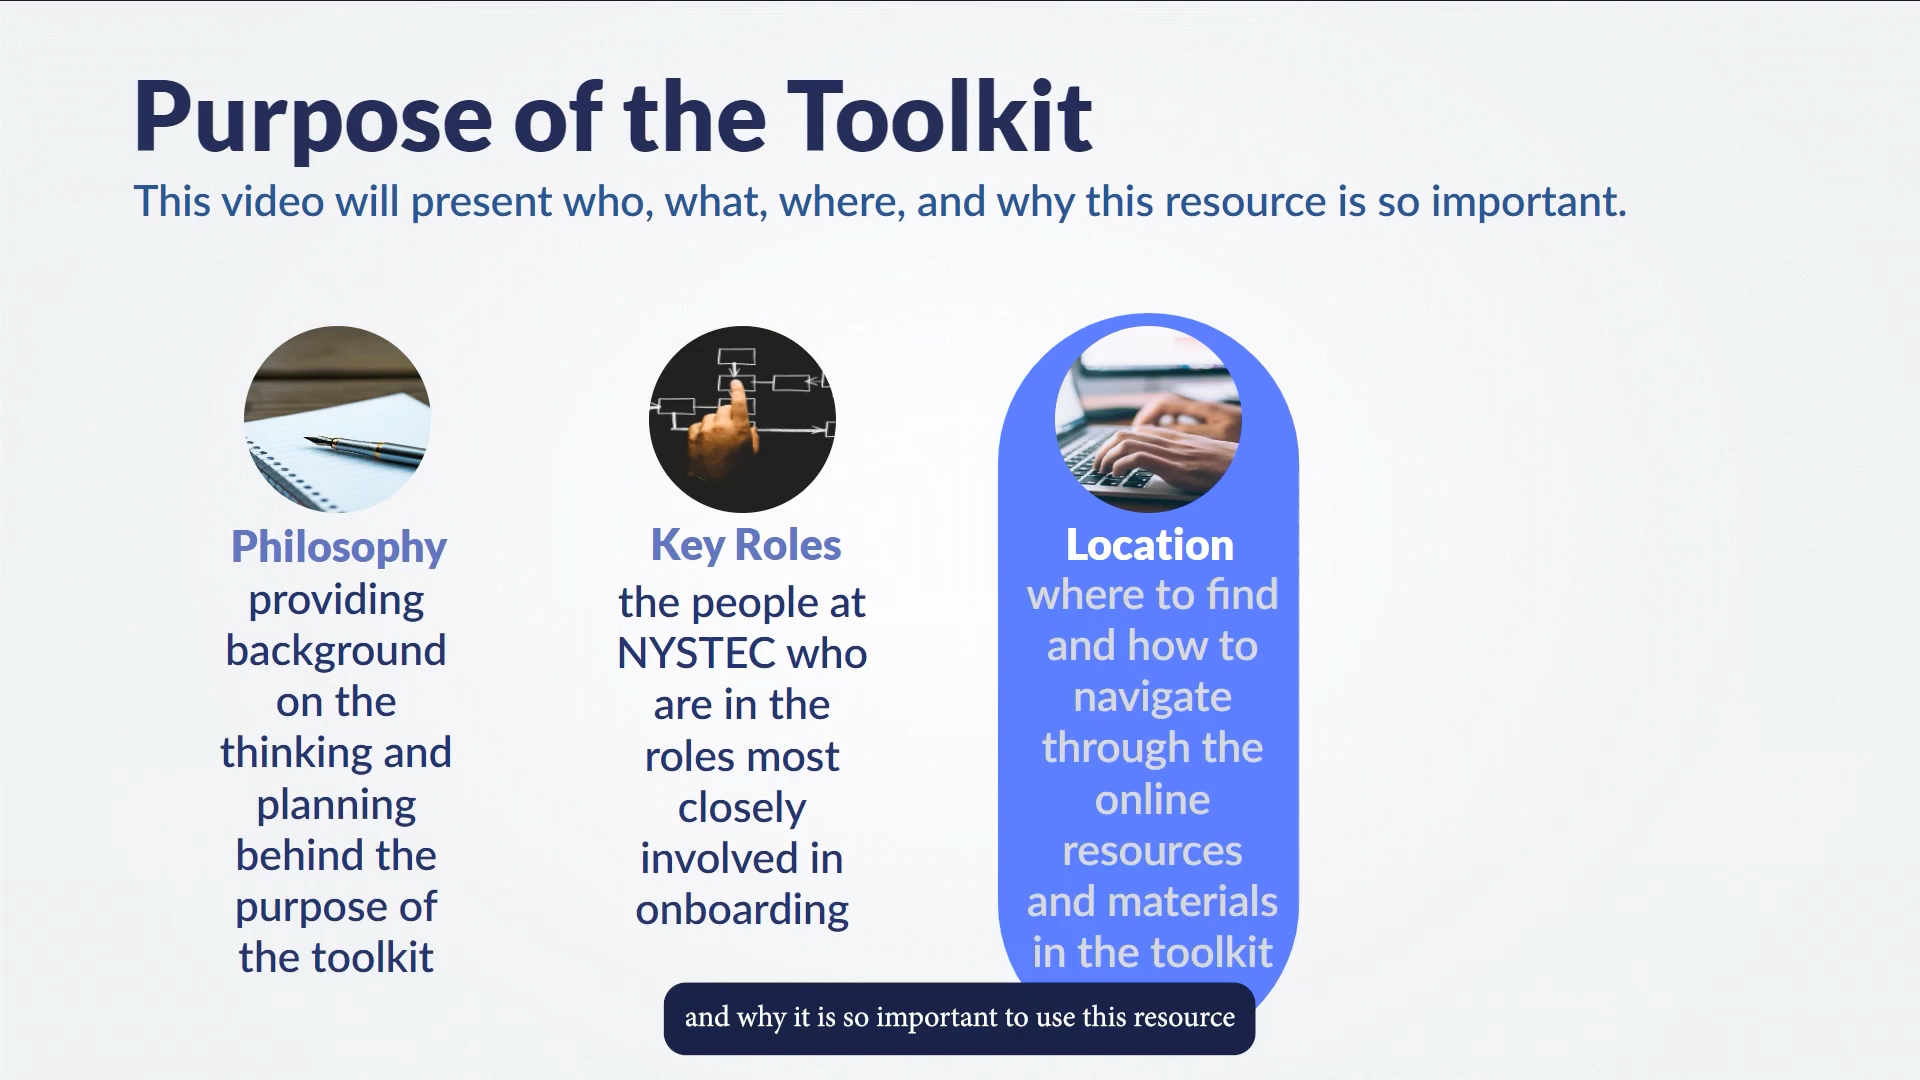 Purpose of the Toolkit
This video will present who, what, where, and why this resource is so important.
Philosophy
providing
background
on the
thinking and
planning
behind the
purpose of
the toolkit
Key Roles
the people at
NYSTEC who
are in the
roles most
closely
involved in
onboarding
Location
where to find
and how to
navigate
through the
online
resources
and materials
in the toolkit
and why it is so important to use this resource